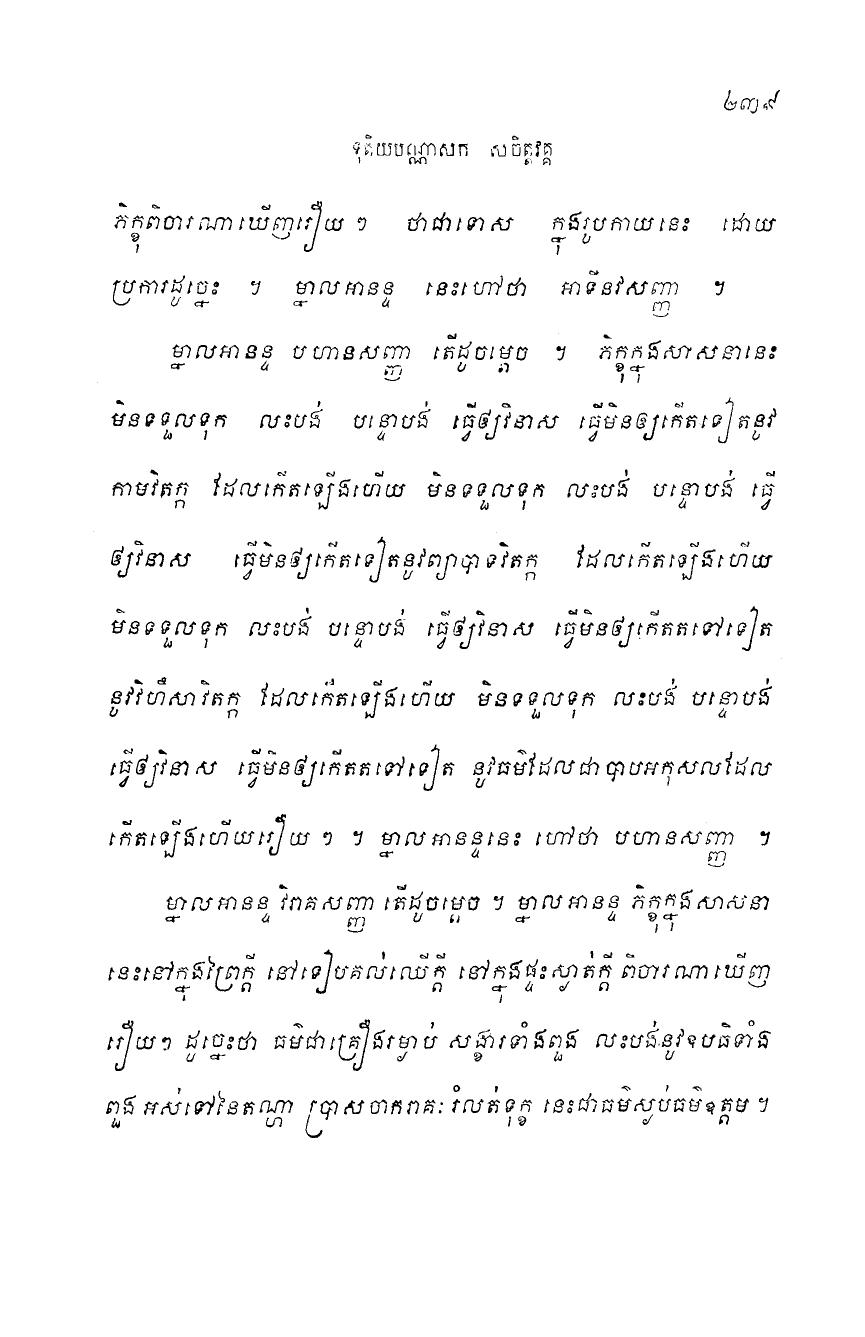 ២៣៩
ទុតិយបណ្ណាសក សចិត្តវគ្គ
ភិក្ខុពិចារណាឃើញរឿយ ៗ ថាជាទោស ក្នុងរូបកាយនេះ ដោយ
ប្រការដូច្នេះ ។ ម្នាលអានន្ទ នេះហៅថា អាទីនវសញ្ញា ។
ម្នាលអានន្ទ បហានសញ្ញា តើដូចម្តេច ។ ភិក្ខុក្នុងសាសនានេះ
មិនទទួលទុក លះបង់ បន្ទោបង់ ធ្វើឲ្យវិនាស ធ្វើមិនឲ្យកើតទៀតនូវ
កាមវិតក្ក ដែលកើតឡើងហើយ មិនទទួលទុក លះបង់ បន្ទោបង់ ធ្វើ
ឲ្យវិនាស ធ្វើមិនឲ្យកើតទៀតនូវព្យាបាទវិតក្ក ដែលកើតឡើងហើយ
មិនទទួលទុក លះបង់ បន្ទោបង់ ធ្វើឲ្យវិនាស ធ្វើមិនឲ្យកើតតទៅទៀត
នូវវិហឹសាវិតក្ក ដែលកើតឡើងហើយ មិនទទួលទុក លះបង់ បន្ទោបង់
ធ្វើឲ្យវិនាស ធ្វើមិនឲ្យកើតតទៅទៀត នូវធម៌ដែលជាបាបអកុសលដែល
កើតឡើងហើយរឿយ ៗ ។ ម្នាលអានន្ទនេះ ហៅថា បហានសញ្ញា ។
ម្នាលអានន្ទ វិរាគសញ្ញា តើដូចម្តេច ។ ម្នាលអានន្ទ ភិក្ខុក្នុងសាសនា
នេះនៅក្នុងព្រៃក្តី នៅទៀបគល់ឈើក្តី នៅក្នុងផ្ទះស្ងាត់ក្តី ពិចារណាឃើញ
រឿយៗ ដូច្នេះថា ធម៌ជាគ្រឿងរម្ងាប់ សង្ខារទាំងពួង លះបង់នូវឧបធិទាំង
ពួង អស់ទៅនៃតណ្ហា ប្រាសចាករាគៈ រំលត់ទុក្ខ នេះជាធម៌ស្ងប់ធម៌ឧត្តម ។